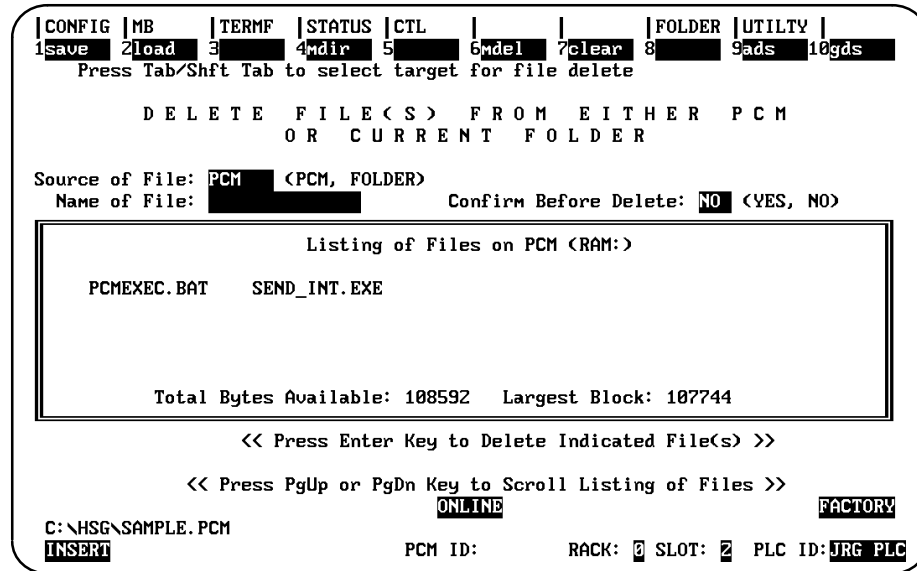 |CONFIG |MB |TERMF |STATUS |CTL | | |FOLDER |UTILTY |
1save 2load 3 4mdir 5 6mdel 7clear 8 9ads 10gds
Press Tab/Shft Tab to select target for file delete
D E L E T E F I L E ( S ) F R O M E I T H E R P C M
O R C U R R E N T F O L D E R
Source of File: PCM (PCM, FOLDER)
Name of File: Confirm Before Delete: NO (YES, NO)
Listing of Files on PCM (RAM:)
PCMEXEC.BAT SEND_INT.EXE
Total Bytes Available: 108592 Largest Block: 107744
<< Press Enter Key to Delete Indicated File(s) >>
<< Press PgUp or PgDn Key to Scroll Listing of Files >>
ONLINE FACTORY
C:\HSG\SAMPLE.PCM
INSERT PCM ID: RACK: 0 SLOT: 2 PLC ID: JRG PLC